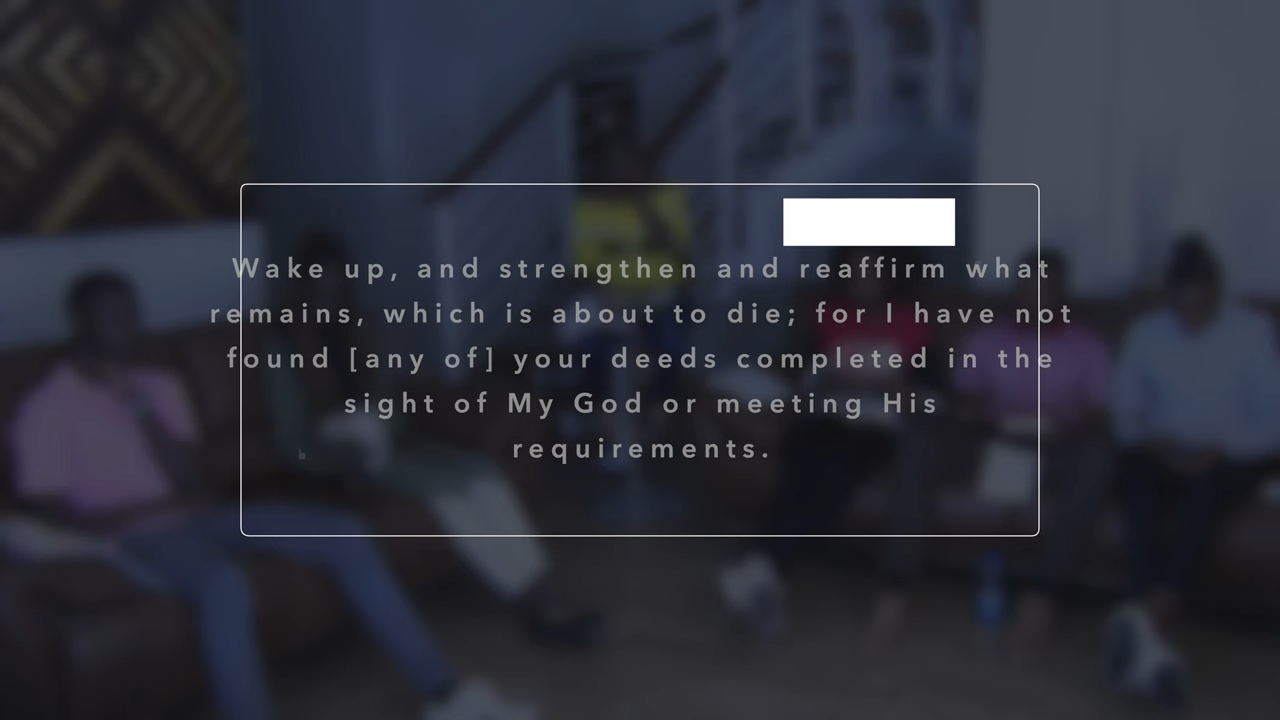 Wake up, and strengthen and reaffirm what
remains, which is about to die; for I have not
found [any of] your deeds completed in the
sight of My God or meeting His
requirements.